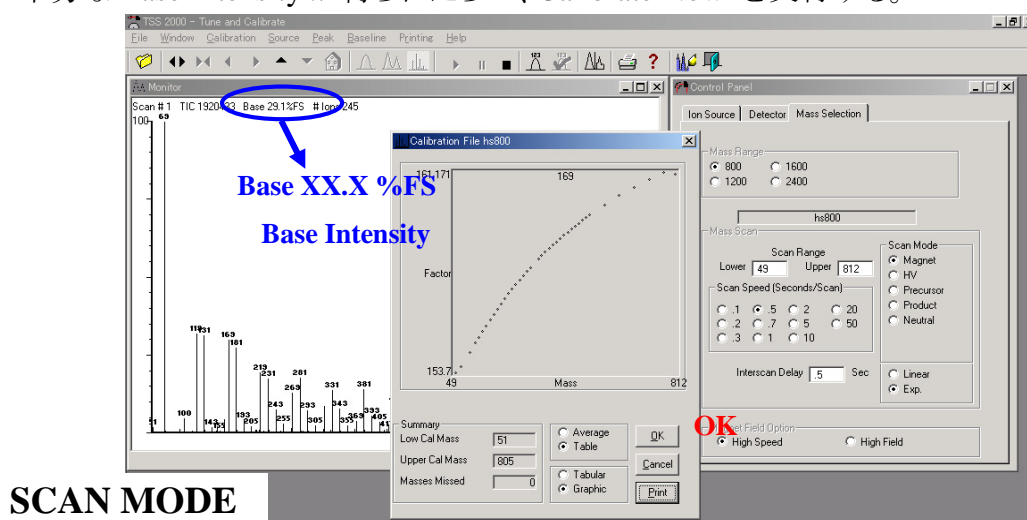 TSS 2000 - Tune and Calibrate
File Window Calibration Source Peak Baseline Printing Help
Monitor
Scan # 1 TIC 1920433 Base 29.1%FS # Ions 245
100
69
Base XX.X %FS
Base Intensity
119
131
169
181
219
231
281
269
331
381
100
143
155
193
205
243
255
293
305
343
355
369
393
405
Calibration File hs800
161.171
169
Factor
153.7
49
Mass
812
Summary
Low Cal Mass 51
Upper Cal Mass 805
Masses Missed 0
Average
Table
Tabular
Graphic
OK
Cancel
Print
OK
Control Panel
Ion Source Detector Mass Selection
Mass Range
800 1600
1200 2400
hs800
Mass Scan
Scan Range
Lower 49 Upper 812
Scan Speed (Seconds/Scan)
.1 .5 2 20
.2 .7 5 50
.3 1 10
Interscan Delay .5 Sec
Scan Mode
Magnet
HV
Precursor
Product
Neutral
Linear
Exp.
Field Option
High Speed High Field
SCAN MODE